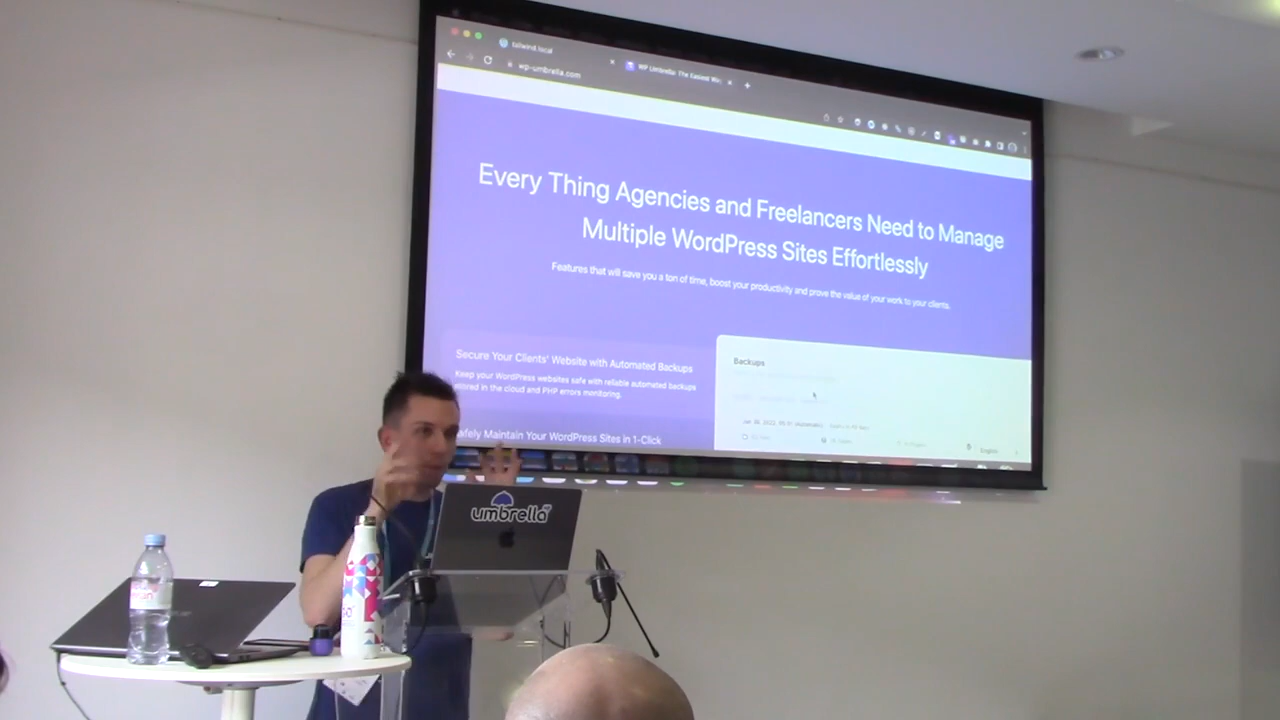 tailwind.local
WP Umbrella: The Easiest Way
wp-umbrella.com
Every Thing Agencies and Freelancers Need to Manage
Multiple WordPress Sites Effortlessly
Features that will save you a ton of time, boost your productivity and prove the value of your work to your clients.
Secure Your Clients' Website with Automated Backups
Keep your WordPress websites safe with reliable automated backups
stored in the cloud and PHP errors monitoring.
Safely Maintain Your WordPress Sites in 1-Click
Backups
English
umbrella